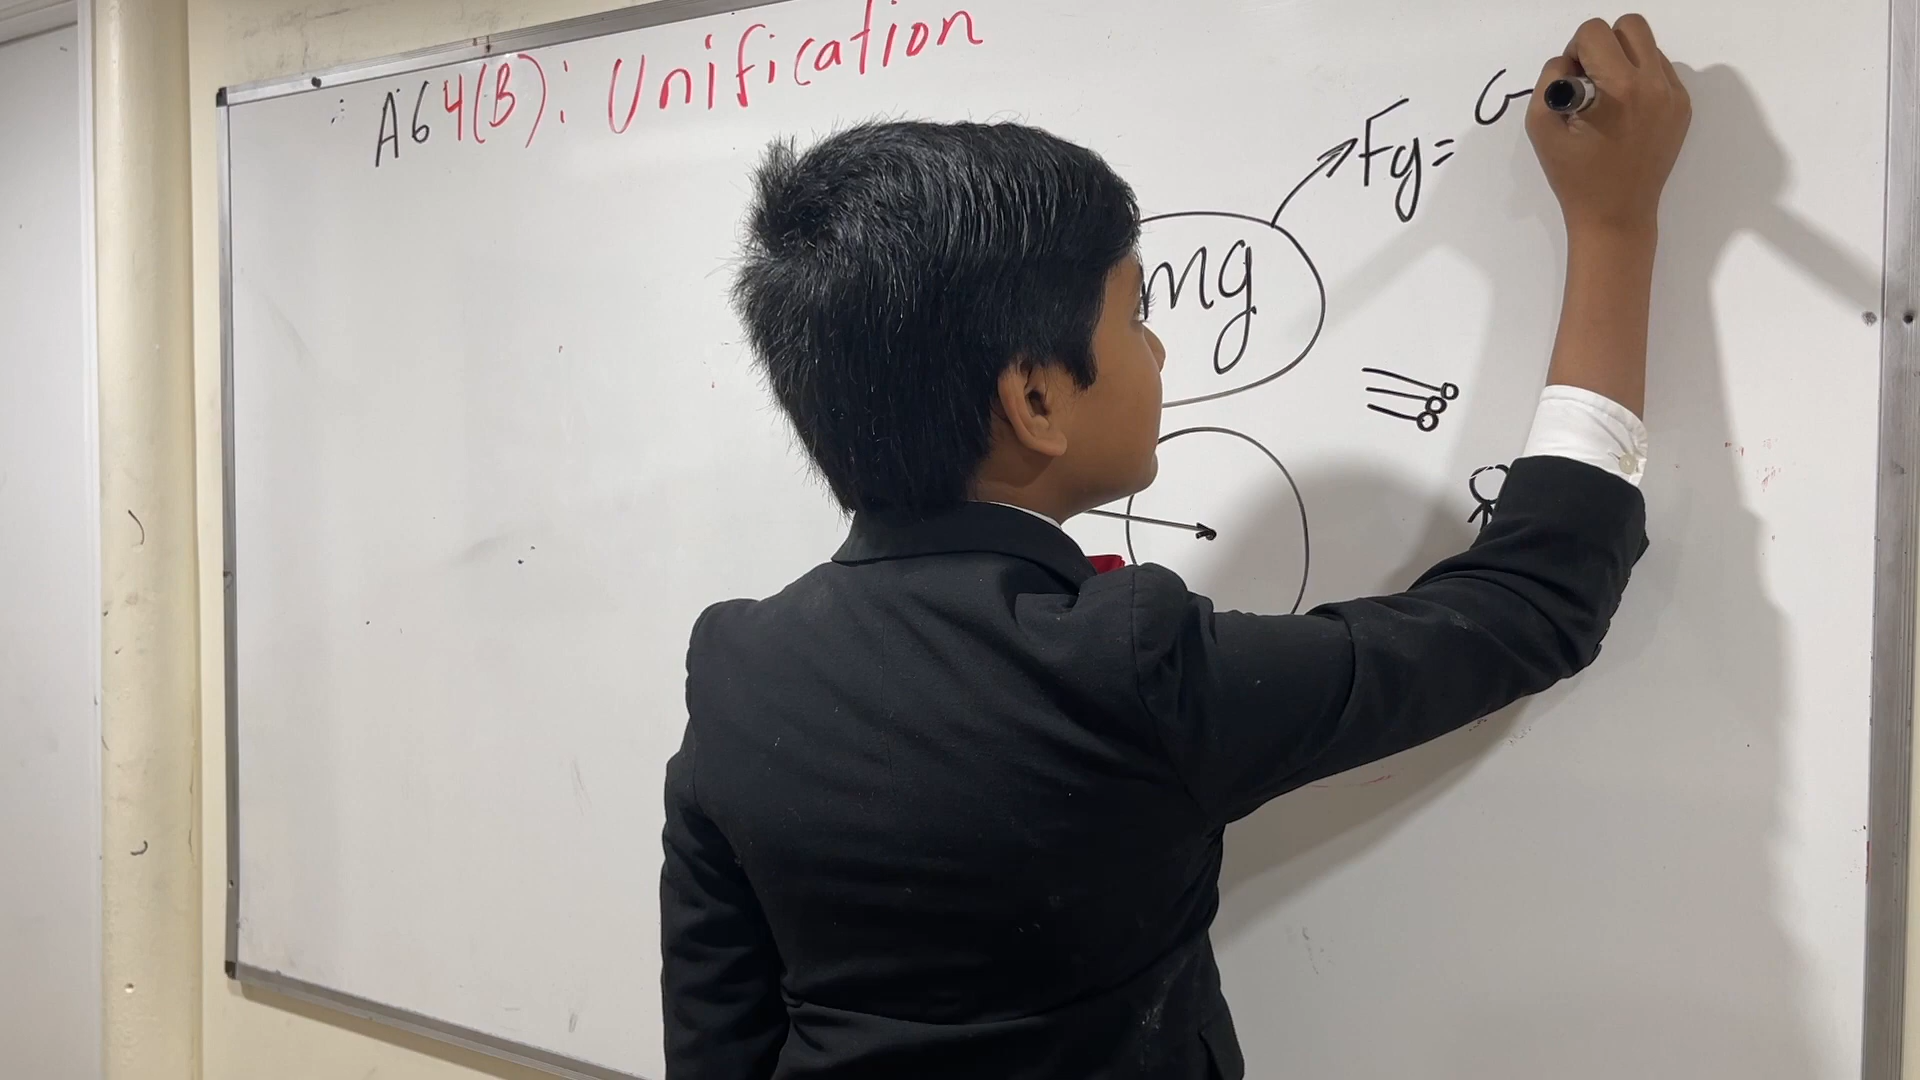 A64(B): Unification
Fg = G
mg